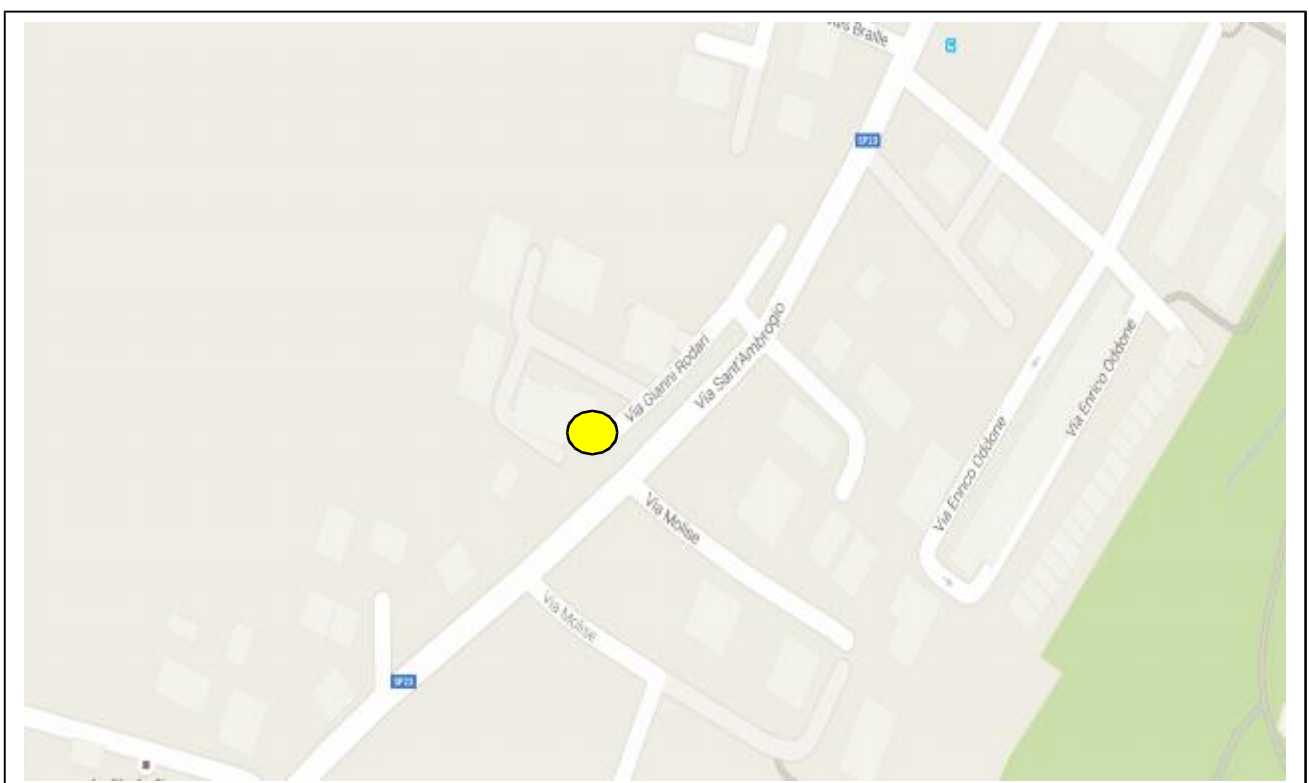 Braille
SP23
Via Gianni Rodari
Via Sant'Ambrogio
Via Enrico Oddone
Via Enrico Oddone
Via Molise
Via Molise
SP23